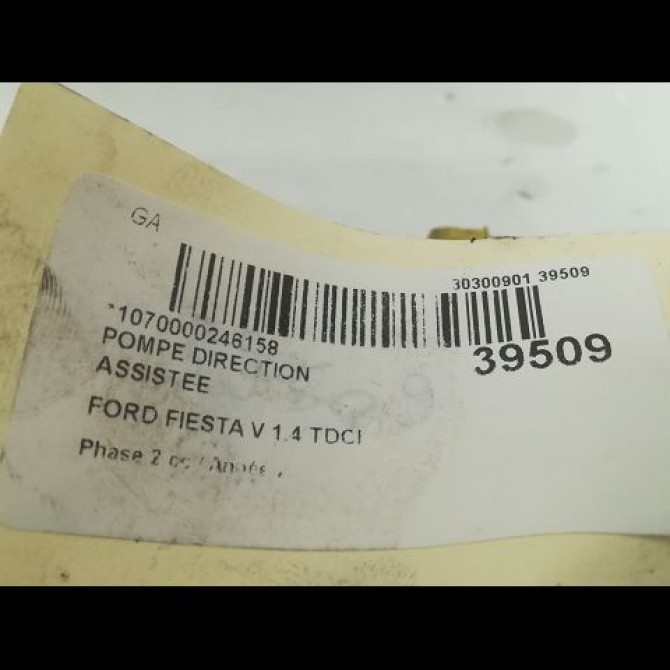 GA
30300901 39509
*1070000246158
39509
POMPE DIRECTION
ASSISTEE
FORD FIESTA V 1.4 TDCI
Phase 2